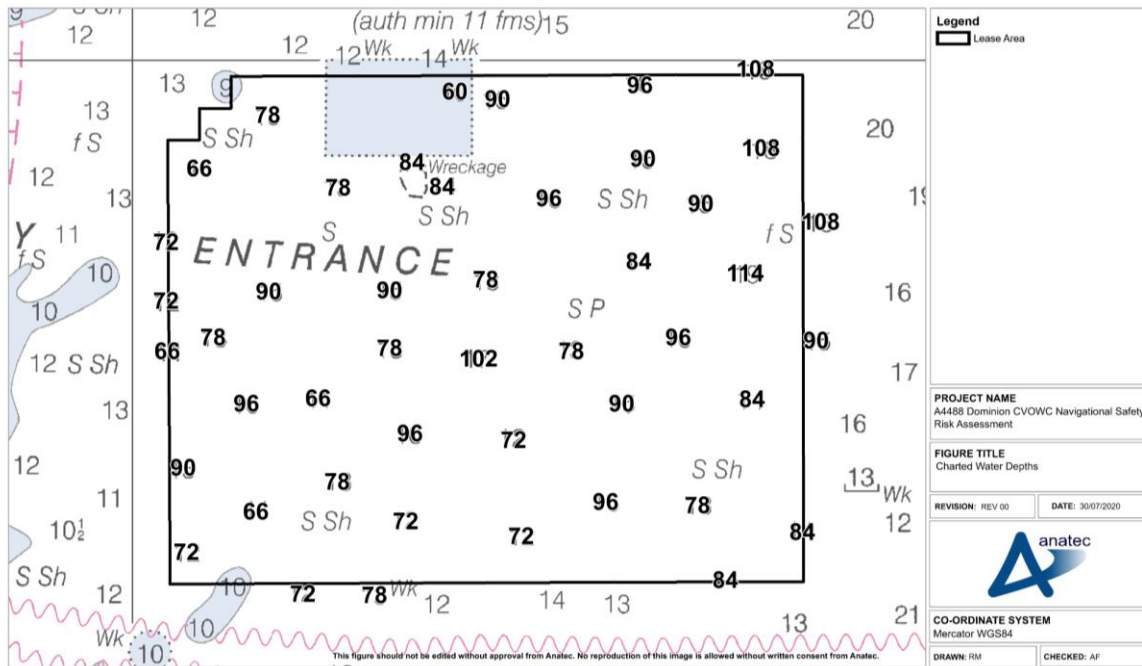 S Sh
9
12
(auth min 11 fms) 15
20
12
12
12 Wk
14 Wk
13
9
60
90
96
108
13
78
20
f S
S Sh
12
66
84
Wreckage
90
108
13
78
84
96
S Sh
90
19
S Sh
Y
11
72
S
f S
108
f S
ENTRANCE
84
114
10
72
90
90
78
16
10
S P
78
66
78
102
78
96
90
12 S Sh
17
13
96
66
90
84
96
72
16
12
90
78
S Sh
13 Wk
11
66
S Sh
72
96
78
12
10½
72
72
84
S Sh
12
10
72
78 Wk
12
14
13
84
13
21
10
Wk
10
This figure should not be edited without approval from Anatec. No reproduction of this image is allowed without written consent from Anatec.
Legend
Lease Area
PROJECT NAME
A4488 Dominion CVOWC Navigational Safety
Risk Assessment
FIGURE TITLE
Charted Water Depths
REVISION: REV 00
DATE: 30/07/2020
anatec
CO-ORDINATE SYSTEM
Mercator WGS84
DRAWN: RM
CHECKED: AF